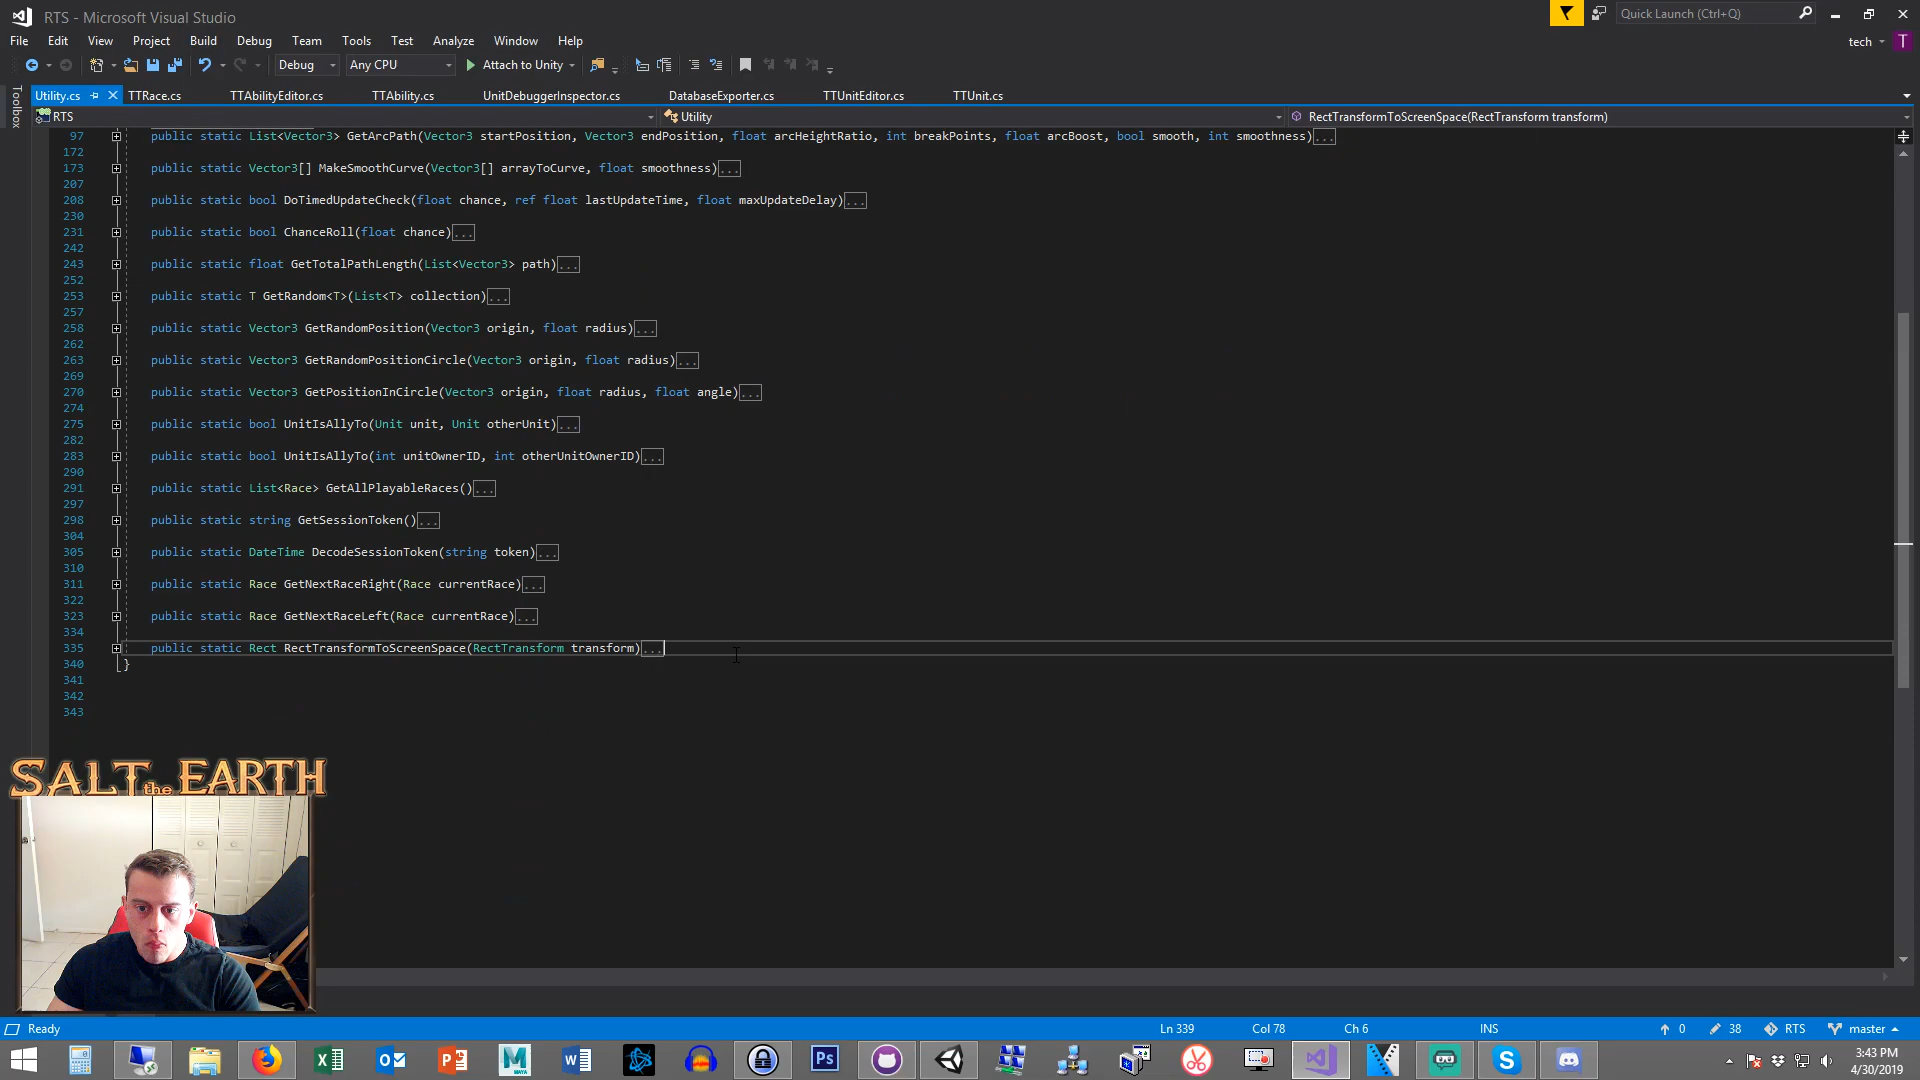 RTS - Microsoft Visual Studio
Quick Launch (Ctrl+Q)
File Edit View Project Build Debug Team Tools Test Analyze Window Help
tech T
Debug Any CPU Attach to Unity
Toolbox
Utility.cs TTRace.cs TTAbilityEditor.cs TTAbility.cs UnitDebuggerInspector.cs DatabaseExporter.cs TTUnitEditor.cs TTUnit.cs
RTS Utility RectTransformToScreenSpace(RectTransform transform)
97 public static List<Vector3> GetArcPath(Vector3 startPosition, Vector3 endPosition, float arcHeightRatio, int breakPoints, float arcBoost, bool smooth, int smoothness)...
172
173 public static Vector3[] MakeSmoothCurve(Vector3[] arrayToCurve, float smoothness)...
207
208 public static bool DoTimedUpdateCheck(float chance, ref float lastUpdateTime, float maxUpdateDelay)...
230
231 public static bool ChanceRoll(float chance)...
242
243 public static float GetTotalPathLength(List<Vector3> path)...
252
253 public static T GetRandom<T>(List<T> collection)...
257
258 public static Vector3 GetRandomPosition(Vector3 origin, float radius)...
262
263 public static Vector3 GetRandomPositionCircle(Vector3 origin, float radius)...
269
270 public static Vector3 GetPositionInCircle(Vector3 origin, float radius, float angle)...
274
275 public static bool UnitIsAllyTo(Unit unit, Unit otherUnit)...
282
283 public static bool UnitIsAllyTo(int unitOwnerID, int otherUnitOwnerID)...
290
291 public static List<Race> GetAllPlayableRaces()...
297
298 public static string GetSessionToken()...
304
305 public static DateTime DecodeSessionToken(string token)...
310
311 public static Race GetNextRaceRight(Race currentRace)...
322
323 public static Race GetNextRaceLeft(Race currentRace)...
334
335 public static Rect RectTransformToScreenSpace(RectTransform transform)...
340 }
341
342
343
SALT the EARTH
Ready Ln 339 Col 78 Ch 6 INS 0 38 RTS master
3:43 PM
4/30/2019